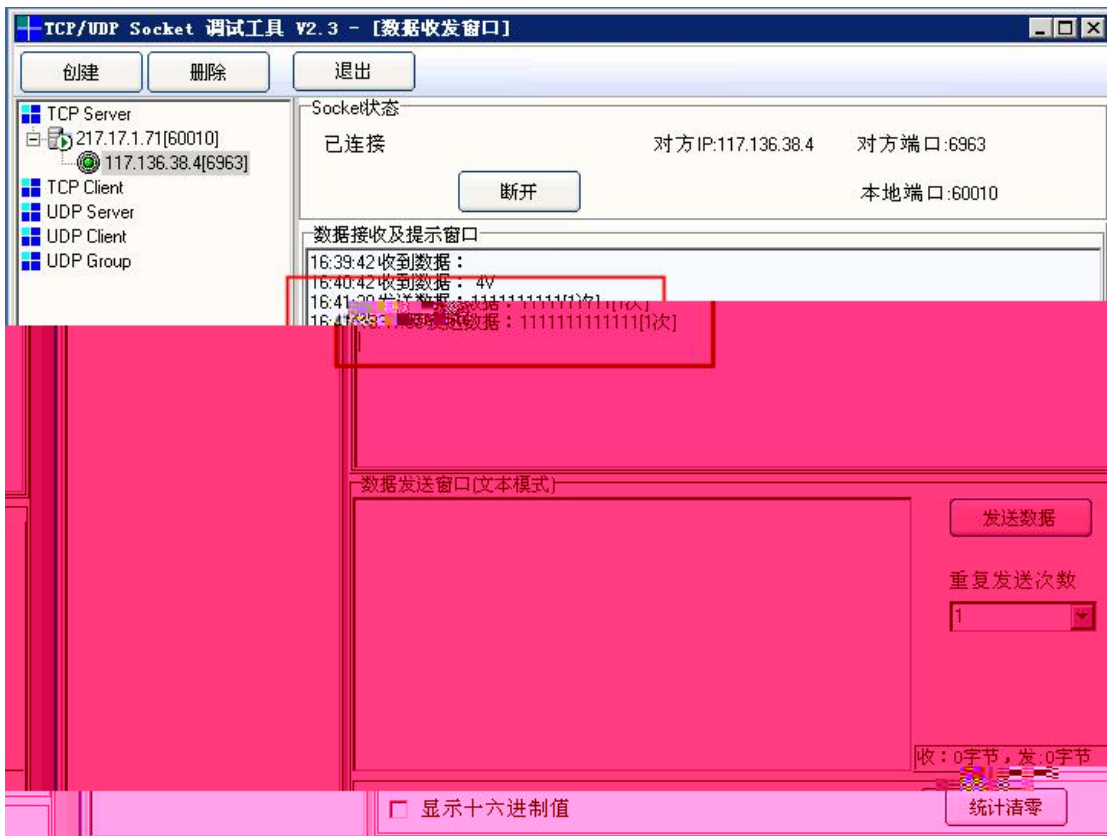 TCP/UDP Socket 调试工具 V2.3 - [数据收发窗口]
创建 删除 退出
TCP Server
217.17.1.71[60010]
117.136.38.4[6963]
TCP Client
UDP Server
UDP Client
UDP Group
Socket状态
已连接 对方IP:117.136.38.4 对方端口:6963
断开 本地端口:60010
数据接收及提示窗口
16:39:42 收到数据:
16:40:42 收到数据: 4V
发送数据:1111111111111[1次]
数据发送窗口(文本模式)
发送数据
重复发送次数
1
收:0字节,发:0字节
显示十六进制值 统计清零